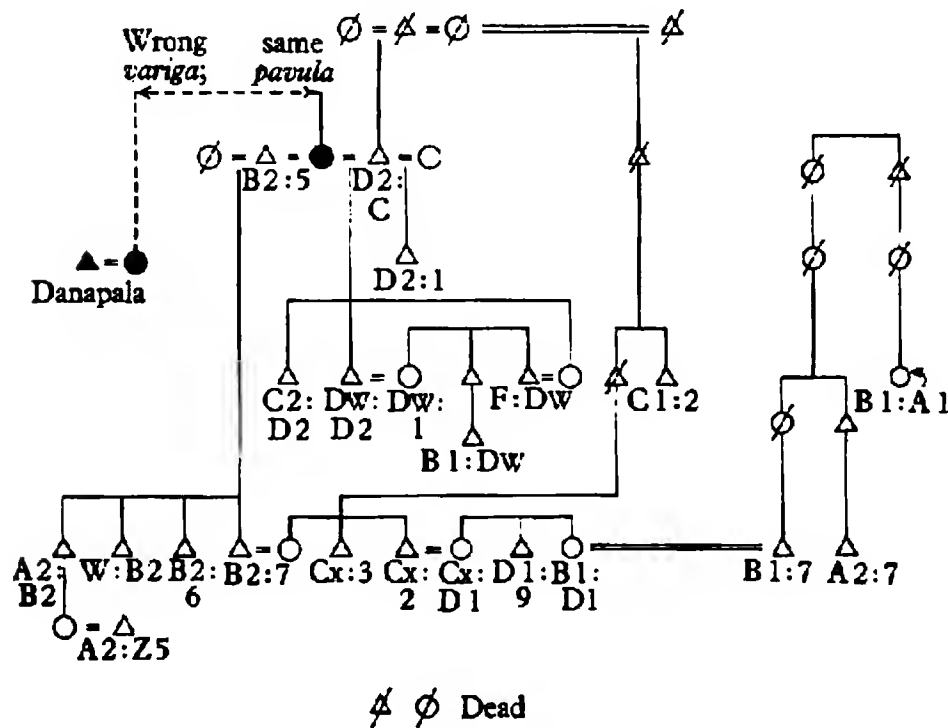 Wrong same
variga; pavula
B2:5 D2:
C
Danapala
D2:1
C2: Dw: Dw: F:Dw C1:2 B1:A1
D2 D2 1
B1:Dw
A2: W:B2 B2: B2:7 Cx:3 Cx: Cx: D1: B1: B1:7 A2:7
B2 6 2 D1 9 D1
A2:Z5
Dead